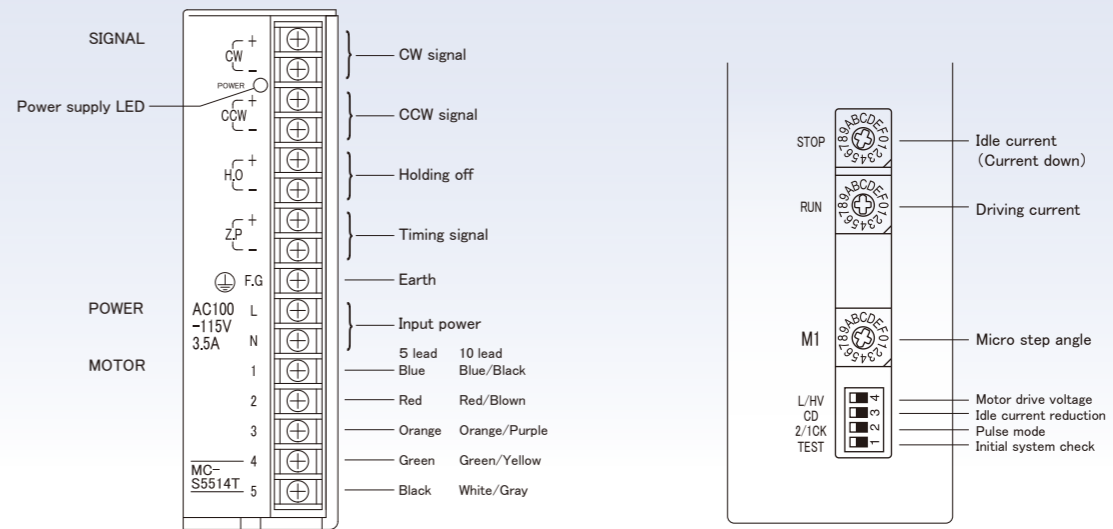 SIGNAL
CW
+
−
CW signal
POWER
Power supply LED
CCW
+
−
CCW signal
H.O
+
−
Holding off
Z.P
+
−
Timing signal
F.G
Earth
POWER
AC100
-115V
3.5A
L
N
Input power
MOTOR
5 lead 10 lead
1 Blue Blue/Black
2 Red Red/Blown
3 Orange Orange/Purple
4 Green Green/Yellow
5 Black White/Gray
MC-
S5514T
STOP
0123456789ABCDEF
Idle current
(Current down)
RUN
0123456789ABCDEF
Driving current
M1
0123456789ABCDEF
Micro step angle
L/HV 4 Motor drive voltage
CD 3 Idle current reduction
2/1CK 2 Pulse mode
TEST 1 Initial system check